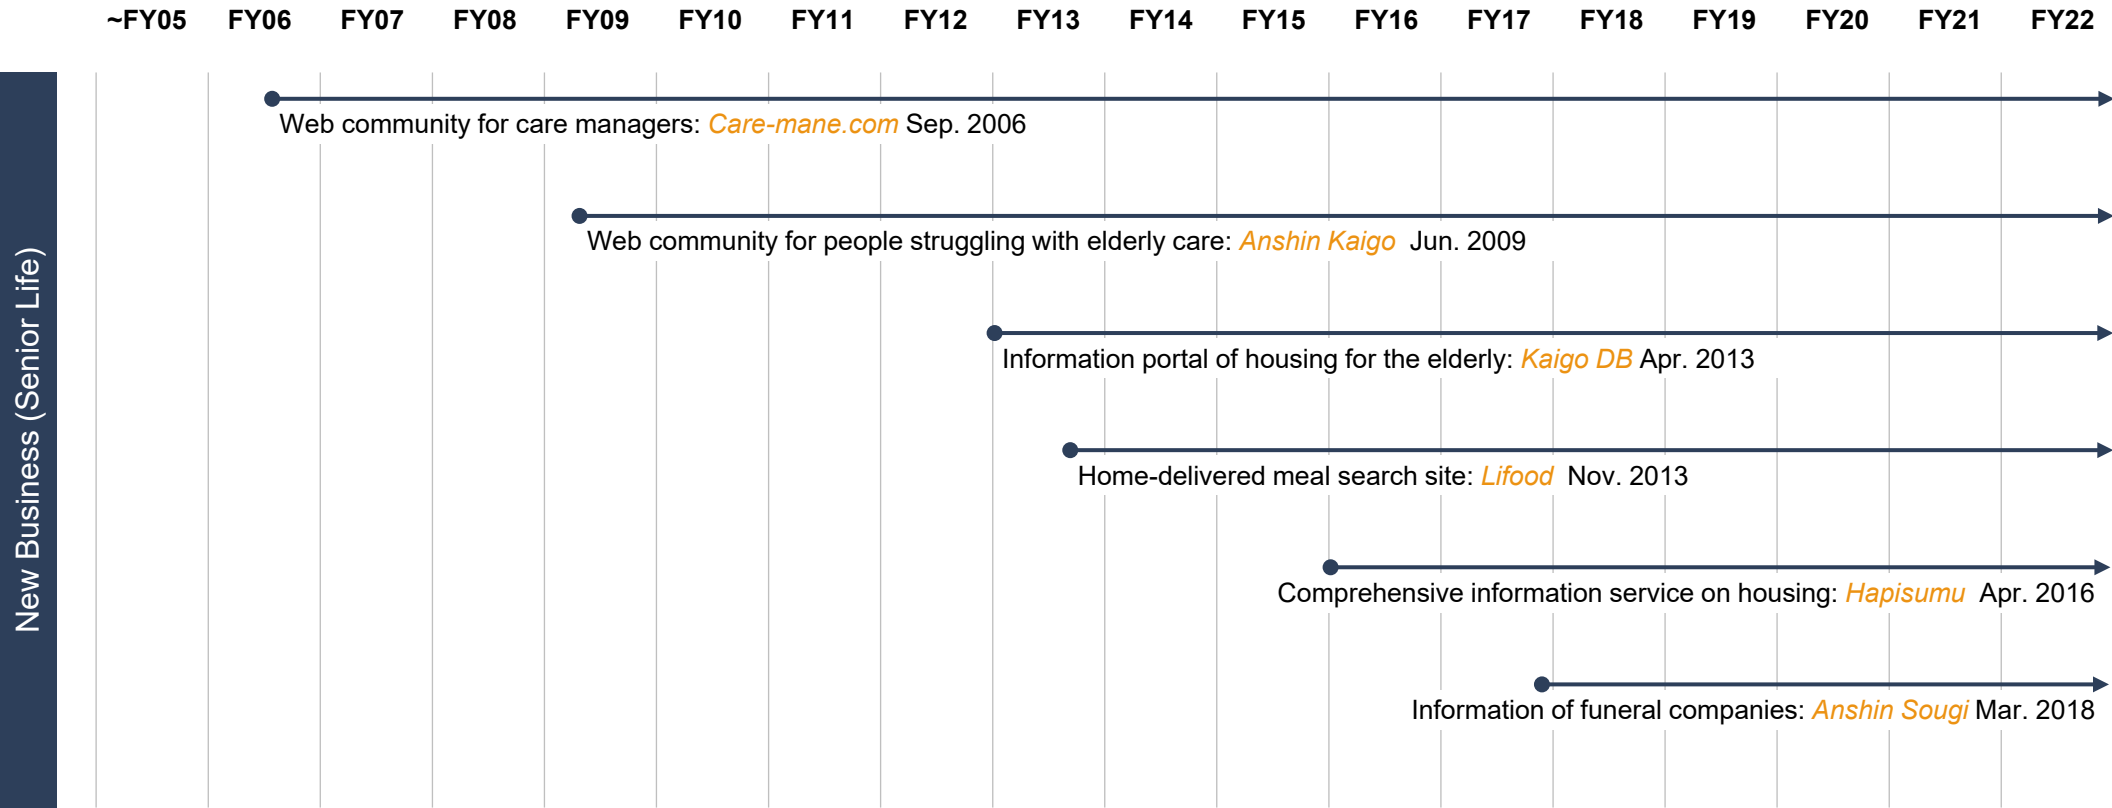 ~FY05 FY06 FY07 FY08 FY09 FY10 FY11 FY12 FY13 FY14 FY15 FY16 FY17 FY18 FY19 FY20 FY21 FY22
New Business (Senior Life)
Web community for care managers: Care-mane.com Sep. 2006
Web community for people struggling with elderly care: Anshin Kaigo Jun. 2009
Information portal of housing for the elderly: Kaigo DB Apr. 2013
Home-delivered meal search site: Lifood Nov. 2013
Comprehensive information service on housing: Hapisumu Apr. 2016
Information of funeral companies: Anshin Sougi Mar. 2018